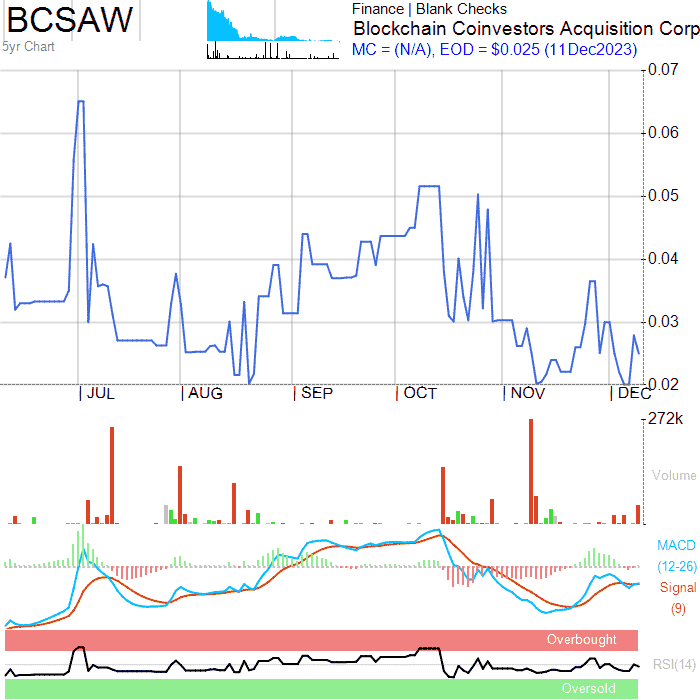 BCSAW
5yr Chart
Finance | Blank Checks
Blockchain Coinvestors Acquisition Corp
MC = (N/A), EOD = $0.025 (11Dec2023)
0.07
0.06
0.05
0.04
0.03
0.02
JUL
AUG
SEP
OCT
NOV
DEC
272k
Volume
MACD
(12-26)
Signal
(9)
Overbought
RSI(14)
Oversold